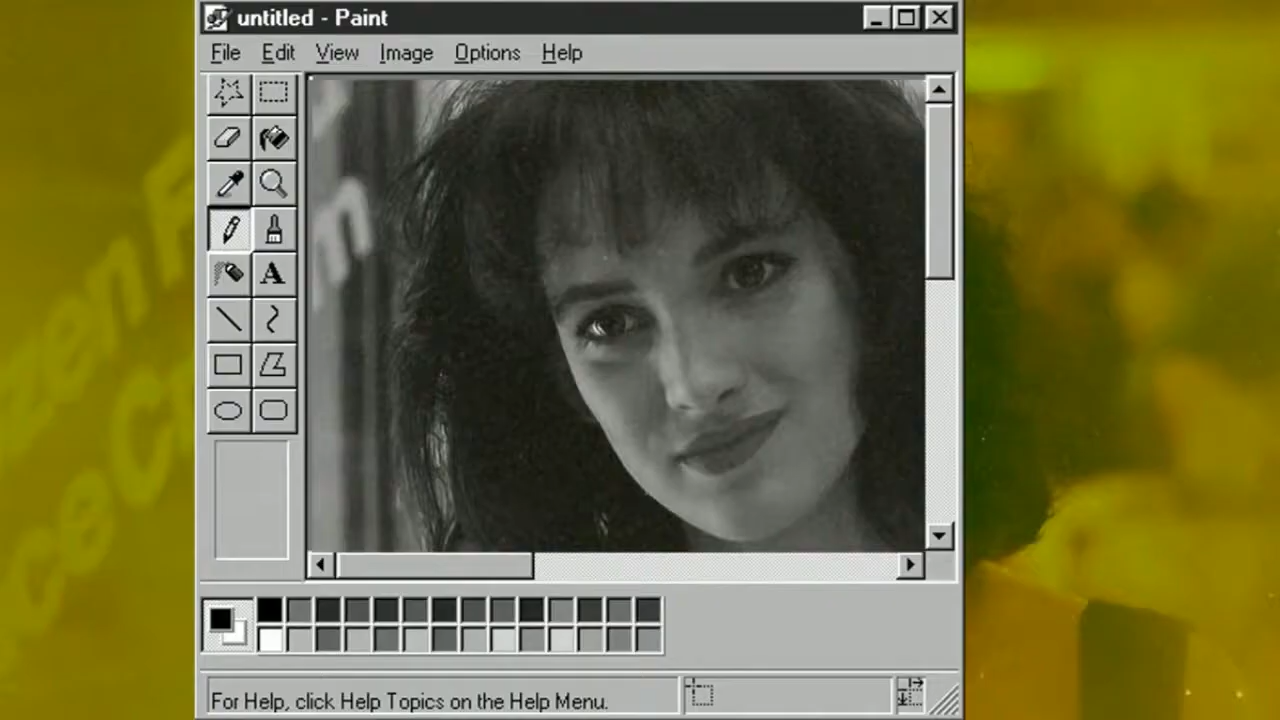 untitled - Paint
File Edit View Image Options Help
A
For Help, click Help Topics on the Help Menu.